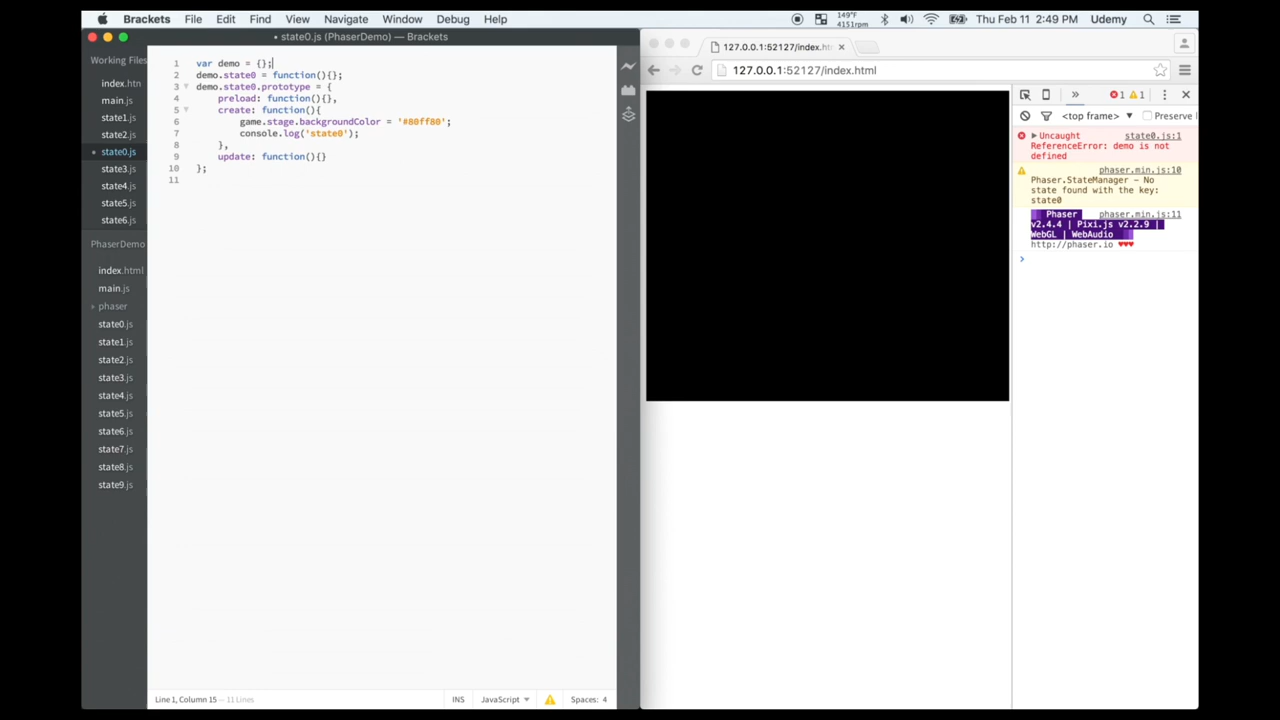 Brackets File Edit Find View Navigate Window Debug Help
149°F
4151rpm
Thu Feb 11 2:49 PM Udemy
• state0.js (PhaserDemo) — Brackets
Working Files
index.htn
main.js
state1.js
state2.js
• state0.js
state3.js
state4.js
state5.js
state6.js
PhaserDemo
index.html
main.js
phaser
state0.js
state1.js
state2.js
state3.js
state4.js
state5.js
state6.js
state7.js
state8.js
state9.js
1 var demo = {};
2 demo.state0 = function(){};
3 demo.state0.prototype = {
4 preload: function(){},
5 create: function(){
6 game.stage.backgroundColor = '#80ff80';
7 console.log('state0');
8 },
9 update: function(){}
10 };
11
Line 1, Column 15 — 11 Lines
INS JavaScript Spaces: 4
127.0.0.1:52127/index.htm
127.0.0.1:52127/index.html
1 1
<top frame> Preserve l
Uncaught state0.js:1
ReferenceError: demo is not
defined
phaser.min.js:10
Phaser.StateManager - No
state found with the key:
state0
Phaser phaser.min.js:11
v2.4.4 | Pixi.js v2.2.9 |
WebGL | WebAudio
http://phaser.io ♥♥♥